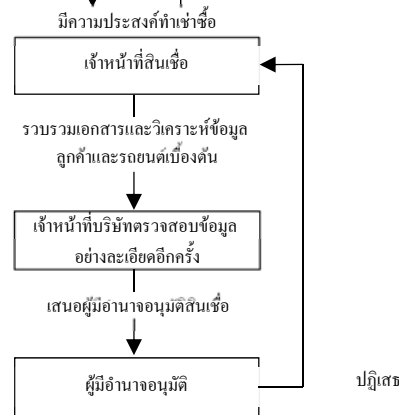 มีความประสงค์ทำเช่าซื้อ
เจ้าหน้าที่สินเชื่อ
รวบรวมเอกสารและวิเคราะห์ข้อมูล
ลูกค้าและรถยนต์เบื้องต้น
เจ้าหน้าที่บริษัทตรวจสอบข้อมูล
อย่างละเอียดอีกครั้ง
เสนอผู้มีอำนาจอนุมัติสินเชื่อ
ผู้มีอำนาจอนุมัติ
ปฏิเสธ